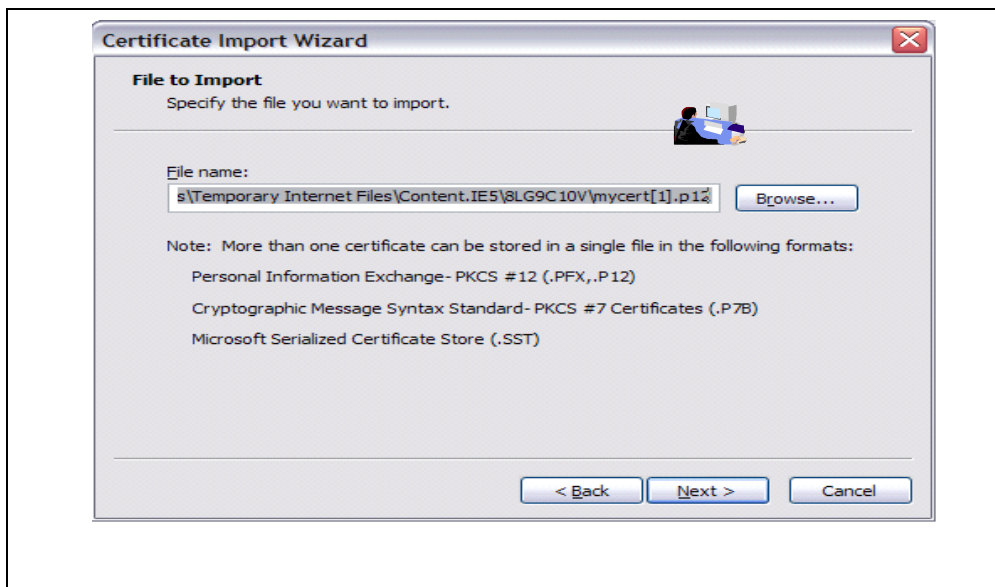 Certificate Import Wizard
File to Import
Specify the file you want to import.
File name:
s\Temporary Internet Files\Content.IE5\8LG9C10V\mycert[1].p12
Browse...
Note: More than one certificate can be stored in a single file in the following formats:
Personal Information Exchange- PKCS #12 (.PFX,.P12)
Cryptographic Message Syntax Standard- PKCS #7 Certificates (.P7B)
Microsoft Serialized Certificate Store (.SST)
< Back
Next >
Cancel